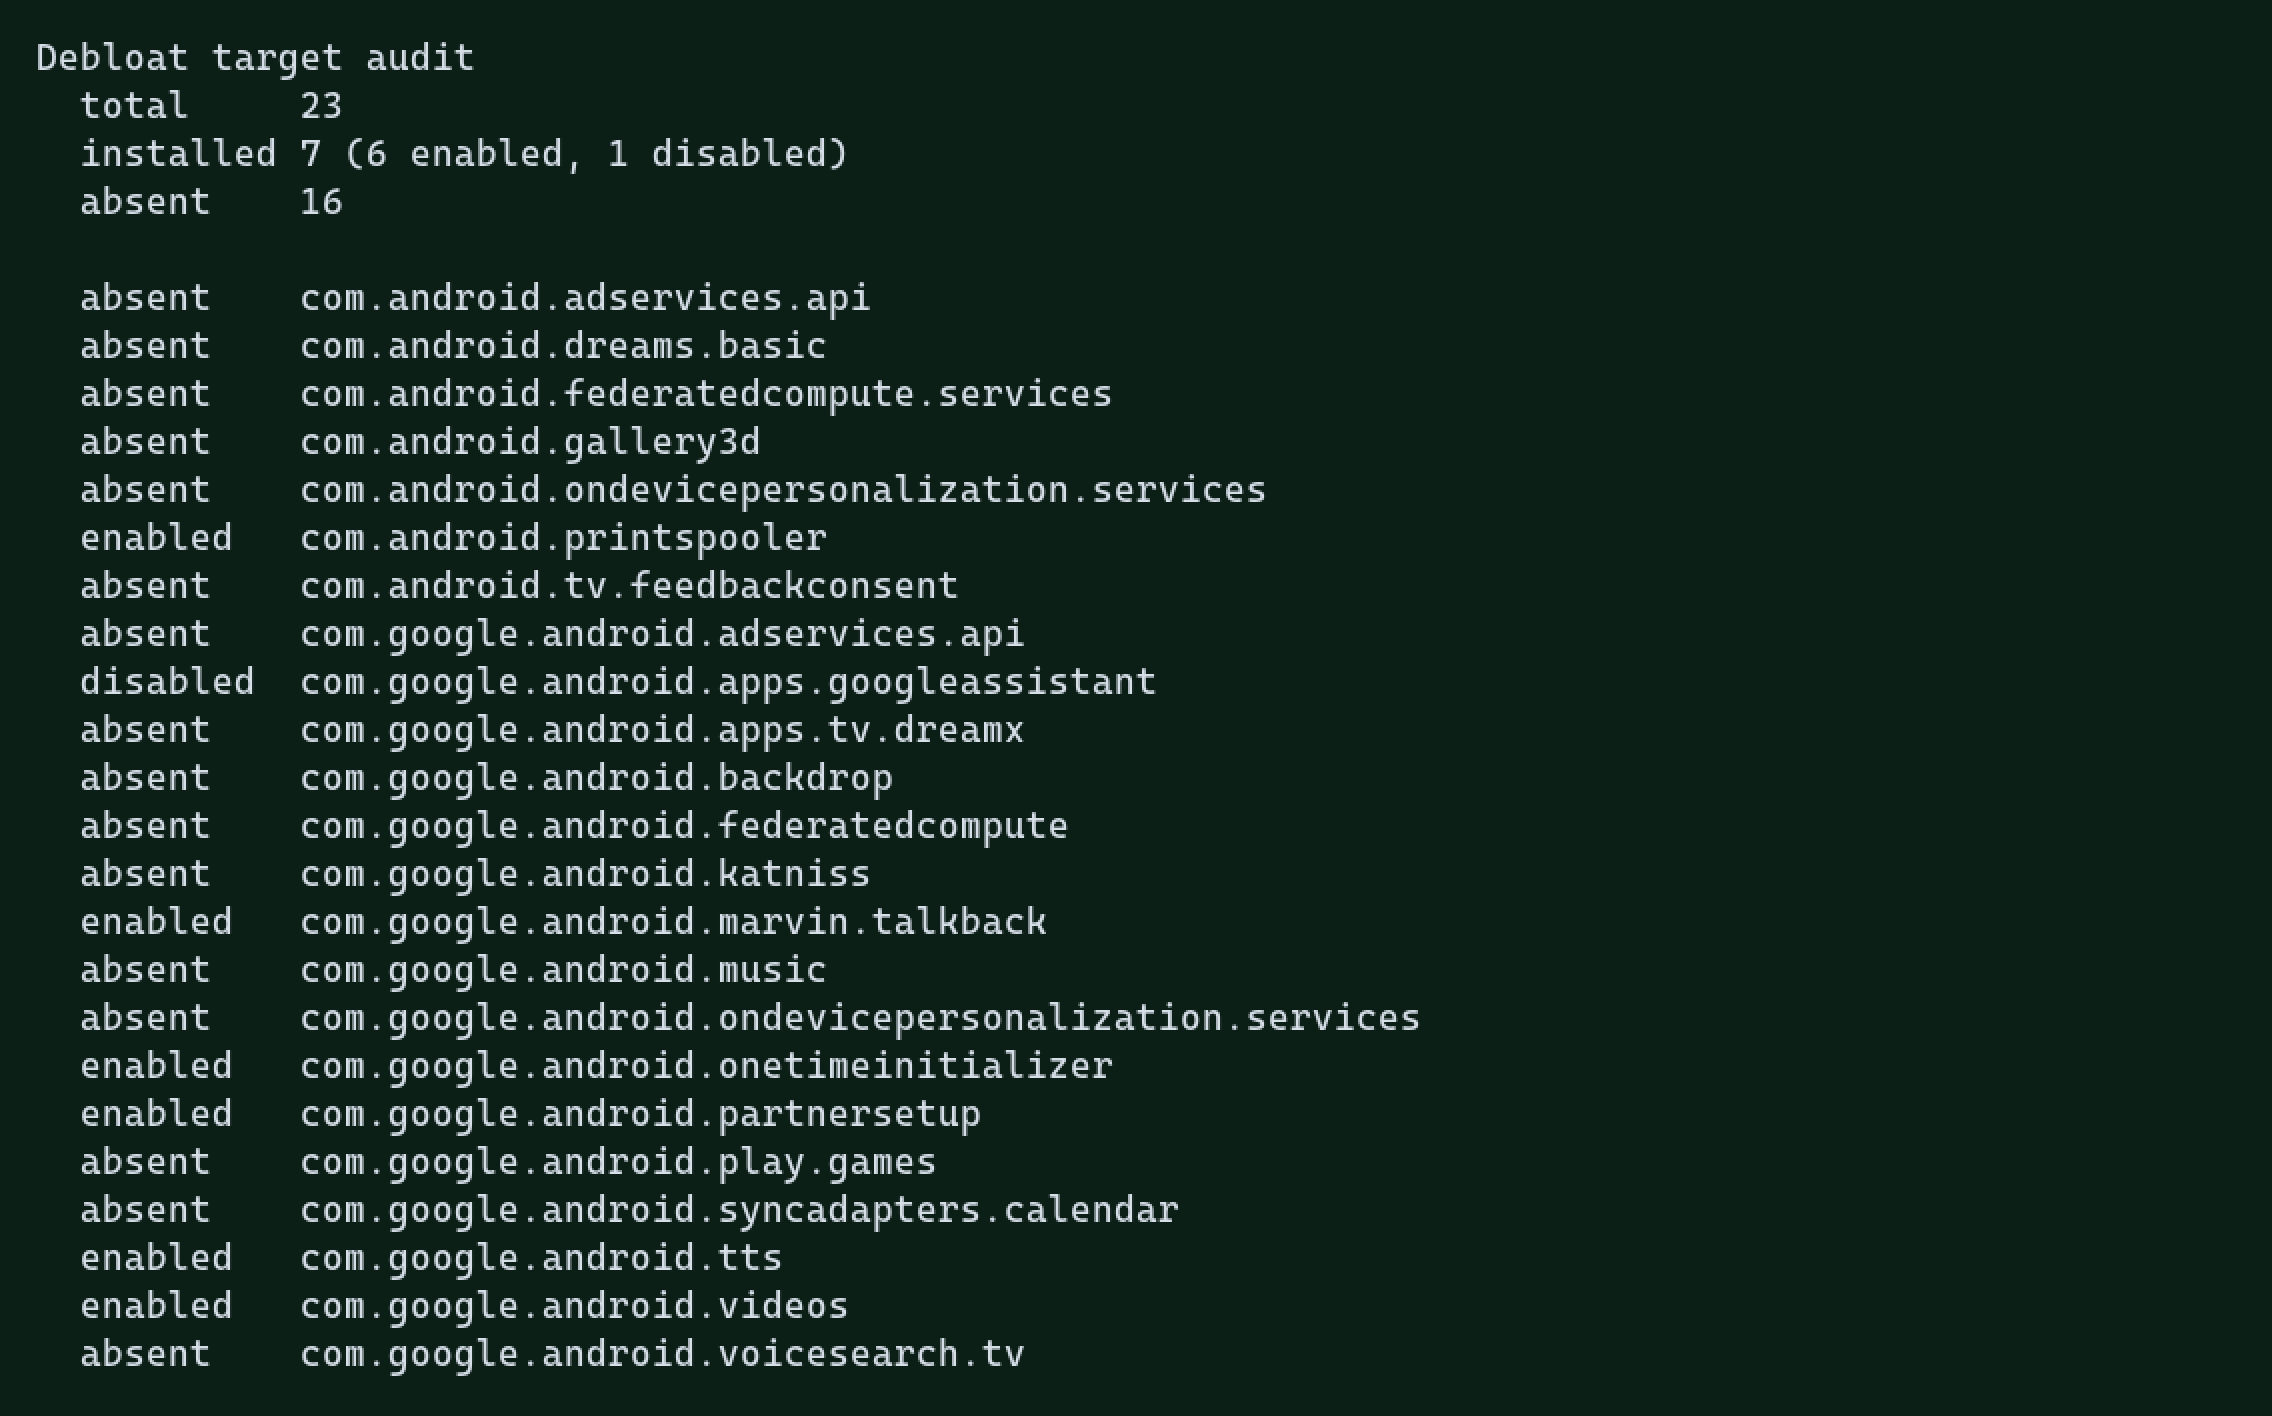 Debloat target audit
  total     23
  installed 7 (6 enabled, 1 disabled)
  absent    16

  absent    com.android.adservices.api
  absent    com.android.dreams.basic
  absent    com.android.federatedcompute.services
  absent    com.android.gallery3d
  absent    com.android.ondevicepersonalization.services
  enabled   com.android.printspooler
  absent    com.android.tv.feedbackconsent
  absent    com.google.android.adservices.api
  disabled  com.google.android.apps.googleassistant
  absent    com.google.android.apps.tv.dreamx
  absent    com.google.android.backdrop
  absent    com.google.android.federatedcompute
  absent    com.google.android.katniss
  enabled   com.google.android.marvin.talkback
  absent    com.google.android.music
  absent    com.google.android.ondevicepersonalization.services
  enabled   com.google.android.onetimeinitializer
  enabled   com.google.android.partnersetup
  absent    com.google.android.play.games
  absent    com.google.android.syncadapters.calendar
  enabled   com.google.android.tts
  enabled   com.google.android.videos
  absent    com.google.android.voicesearch.tv